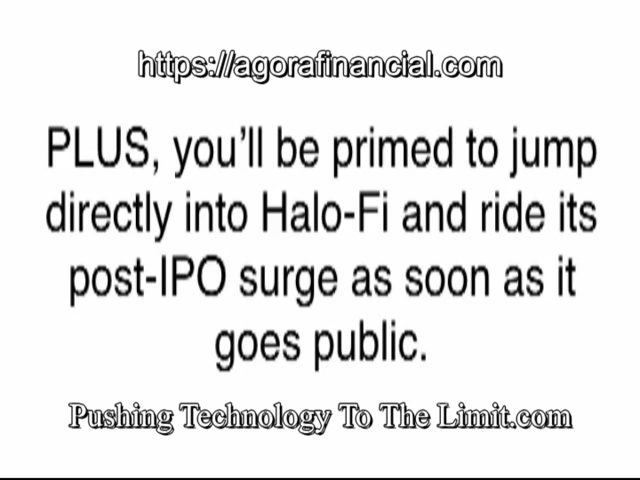 https://agorafinancial.com
PLUS, you'll be primed to jump
directly into Halo-Fi and ride its
post-IPO surge as soon as it
goes public.
Pushing Technology To The Limit.com